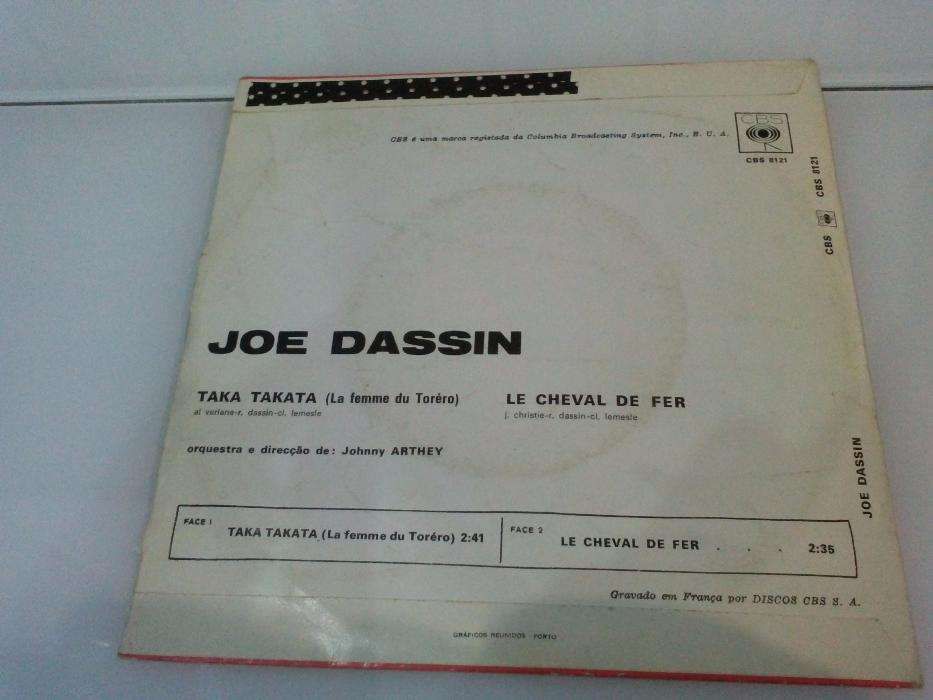 CBS é uma marca registada da Columbia Broadcasting System, Inc., E. U. A.
CBS
CBS 8121
CBS CBS 8121
JOE DASSIN
TAKA TAKATA (La femme du Toréro)
al verlane-r. dassin-cl. lemesle
LE CHEVAL DE FER
j. christie-r. dassin-cl. lemesle
orquestra e direcção de: Johnny ARTHEY
JOE DASSIN
FACE 1
TAKA TAKATA (La femme du Toréro) 2:41
FACE 2
LE CHEVAL DE FER . . . 2:35
Gravado em França por DISCOS CBS S. A.
GRÁFICOS REUNIDOS PORTO